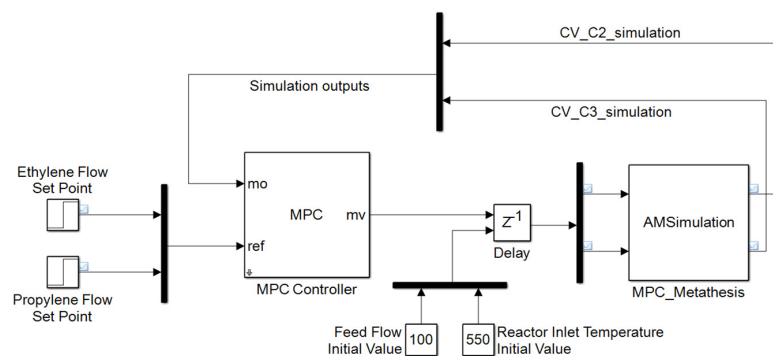 CV_C2_simulation
Simulation outputs
CV_C3_simulation
Ethylene Flow
Set Point
mo
MPC
mv
ref
MPC Controller
Z-1
Delay
AMSimulation
MPC_Metathesis
Propylene Flow
Set Point
Feed Flow
Initial Value
100
550
Reactor Inlet Temperature
Initial Value